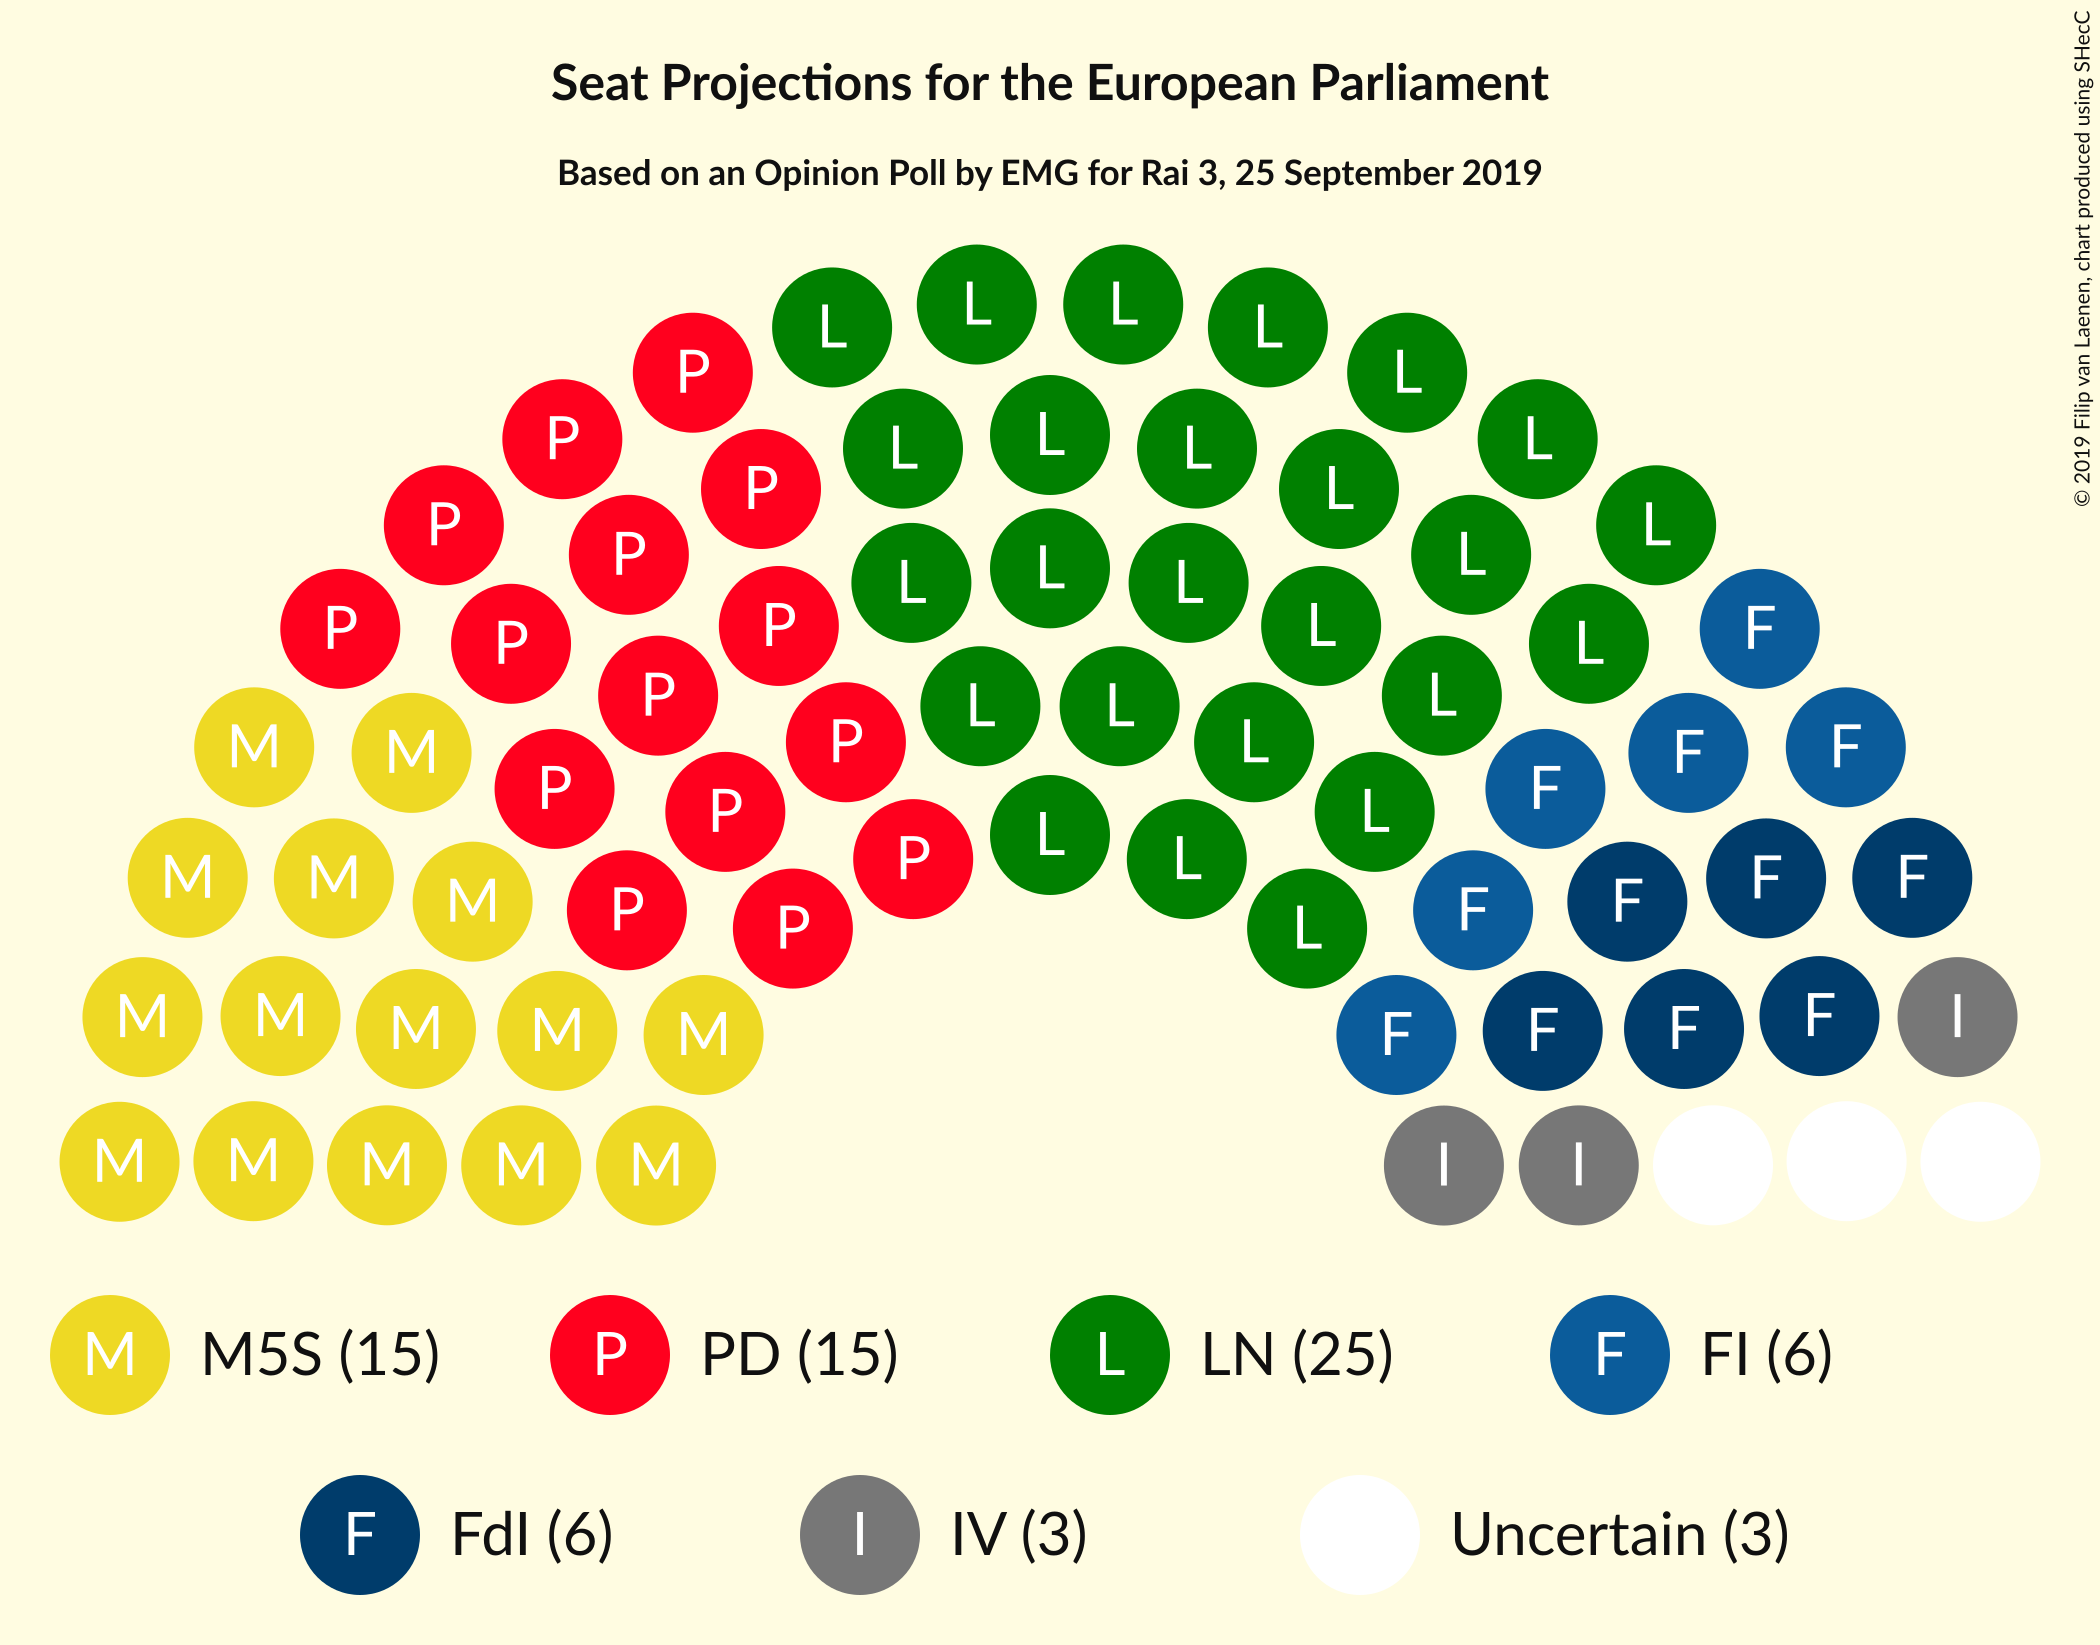 Seat Projections for the European Parliament
Based on an Opinion Poll by EMG for Rai 3, 25 September 2019
© 2019 Filip van Laenen, chart produced using SHecC
L L L L
P L
P L
P L
P F
M F
M F
M I
M
L L L
P L
P L
P L
M F
M F
M F
M
L L L
P L
P L
P F
M F
M F
M
L L
P L
P L
P F
M F
M I
L
P L
P L
M F
M I
M M5S (15) P PD (15) L LN (25) F FI (6)
F FdI (6) I IV (3) Uncertain (3)